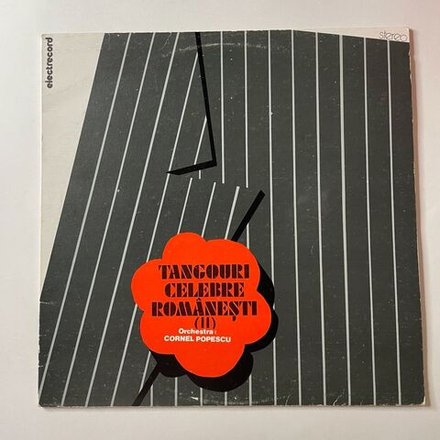 electrecord
stereo
TANGOURI
CELEBRE
ROMÂNEȘTI
(II)
Orchestra:
CORNEL POPESCU